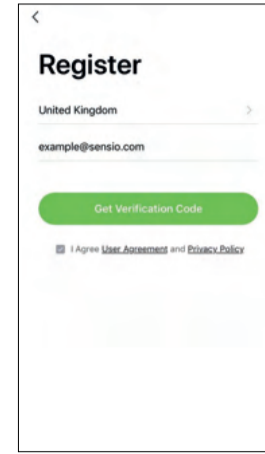 Register
United Kingdom
example@sensio.com
Get Verification Code
I Agree User Agreement and Privacy Policy